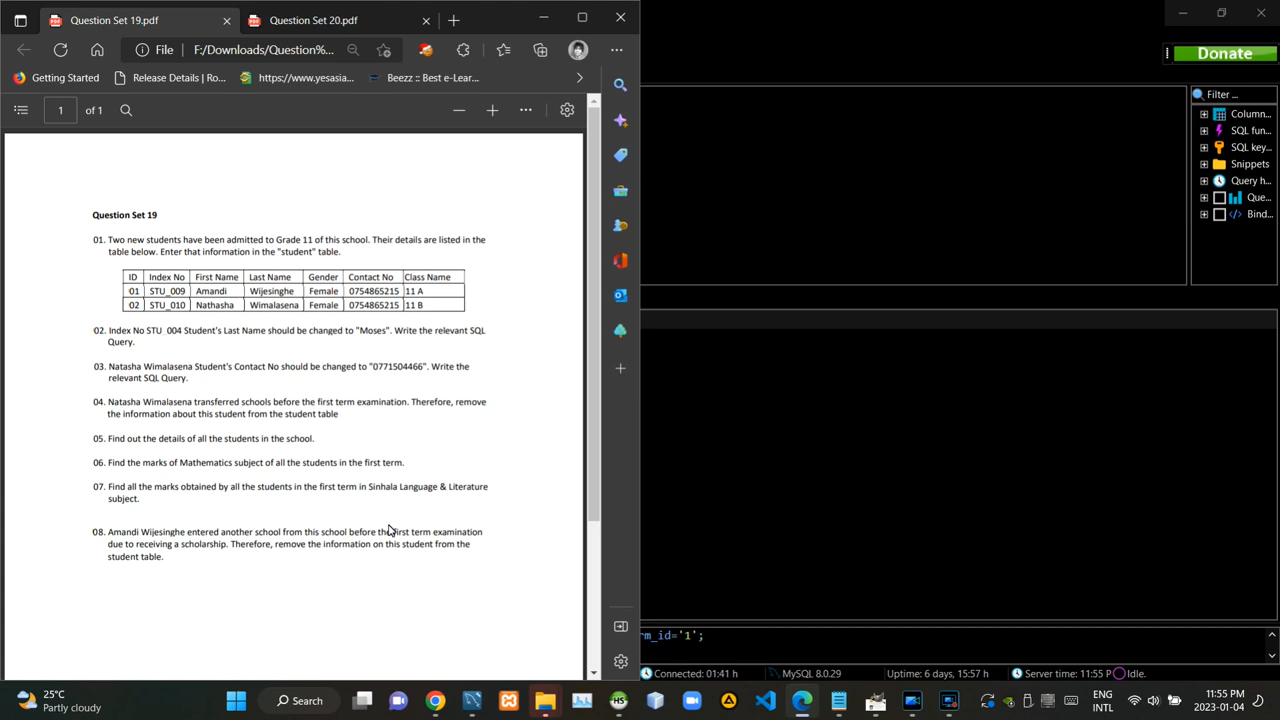 Question Set 19.pdf
Question Set 20.pdf
File
F:/Downloads/Question%...
Donate
Getting Started
Release Details | Ro...
https://www.yesasia...
Beezz :: Best e-Lear...
Filter ...
1
of 1
Column...
SQL fun...
SQL key...
Snippets
Query h...
Que...
Bind...
Question Set 19
01. Two new students have been admitted to Grade 11 of this school. Their details are listed in the
table below. Enter that information in the "student" table.
ID Index No First Name Last Name Gender Contact No Class Name
01 STU_009 Amandi Wijesinghe Female 0754865215 11 A
02 STU_010 Nathasha Wimalasena Female 0754865215 11 B
02. Index No STU_004 Student's Last Name should be changed to "Moses". Write the relevant SQL
Query.
03. Natasha Wimalasena Student's Contact No should be changed to "0771504466". Write the
relevant SQL Query.
04. Natasha Wimalasena transferred schools before the first term examination. Therefore, remove
the information about this student from the student table
05. Find out the details of all the students in the school.
06. Find the marks of Mathematics subject of all the students in the first term.
07. Find all the marks obtained by all the students in the first term in Sinhala Language & Literature
subject.
08. Amandi Wijesinghe entered another school from this school before the first term examination
due to receiving a scholarship. Therefore, remove the information on this student from the
student table.
rm_id='1';
Connected: 01:41 h
MySQL 8.0.29
Uptime: 6 days, 15:57 h
Server time: 11:55 P
Idle.
25°C
Partly cloudy
Search
ENG
INTL
11:55 PM
2023-01-04